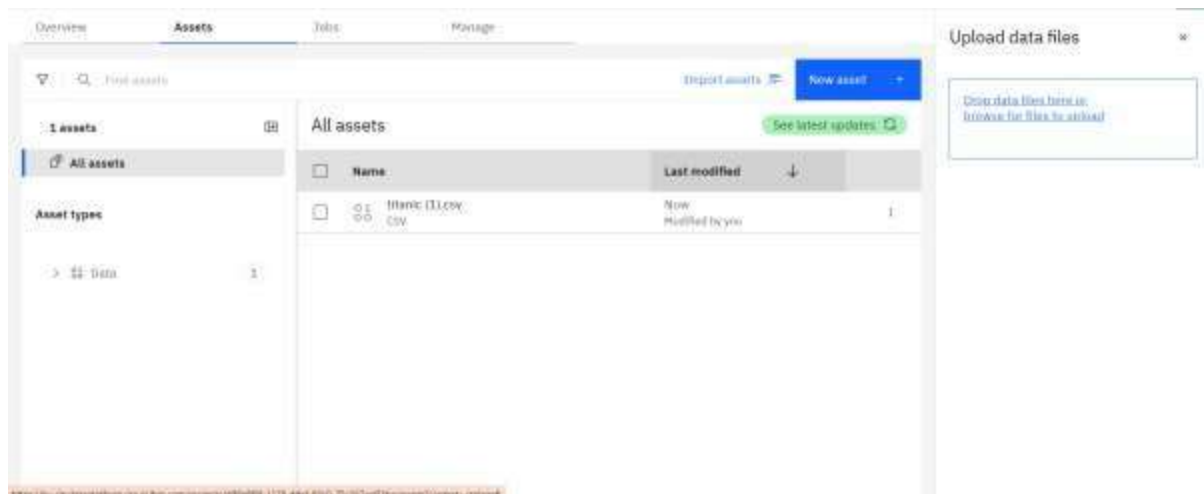 Overview Assets Jobs Manage
Find assets
Import assets
New asset +
Upload data files ×
Drop data files here or
browse for files to upload
1 assets
All assets
Asset types
Data 1
All assets
See latest updates
Name Last modified
titanic (1).csv Now
CSV Modified by you